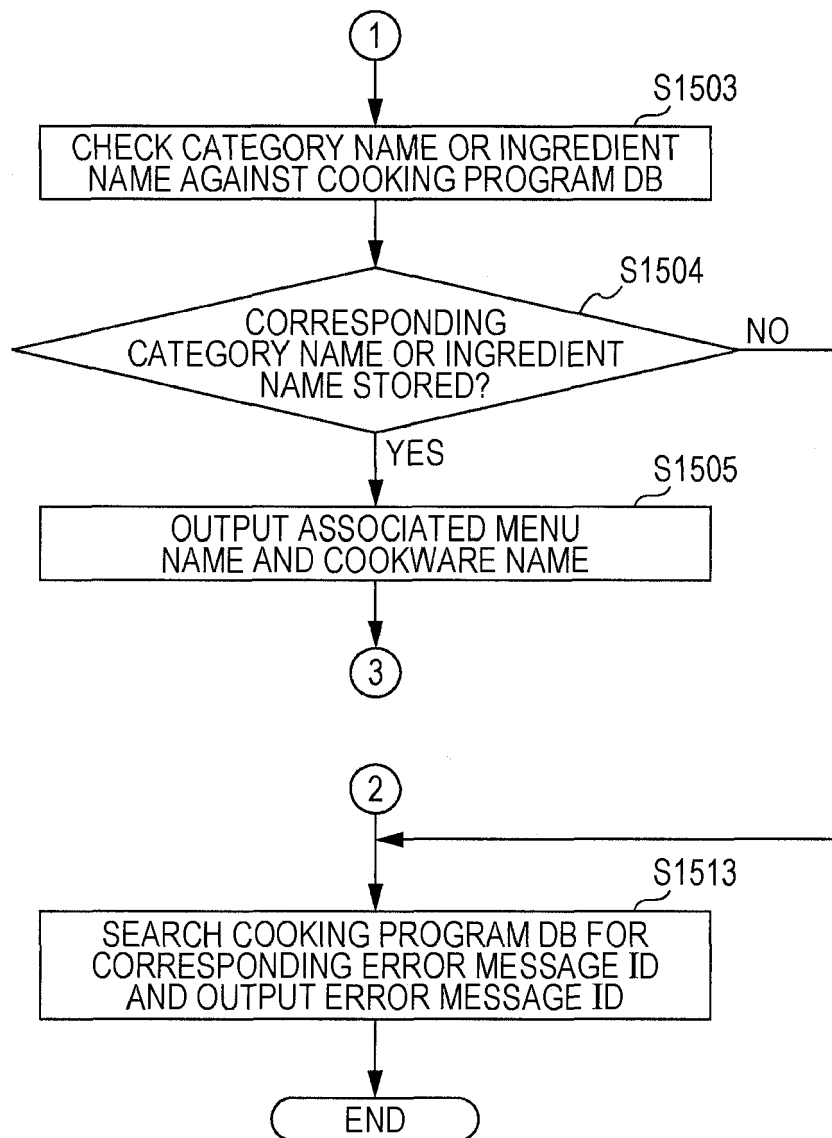 1
S1503
CHECK CATEGORY NAME OR INGREDIENT
NAME AGAINST COOKING PROGRAM DB
S1504
CORRESPONDING
CATEGORY NAME OR INGREDIENT
NAME STORED?
NO
YES
S1505
OUTPUT ASSOCIATED MENU
NAME AND COOKWARE NAME
3
2
S1513
SEARCH COOKING PROGRAM DB FOR
CORRESPONDING ERROR MESSAGE ID
AND OUTPUT ERROR MESSAGE ID
END